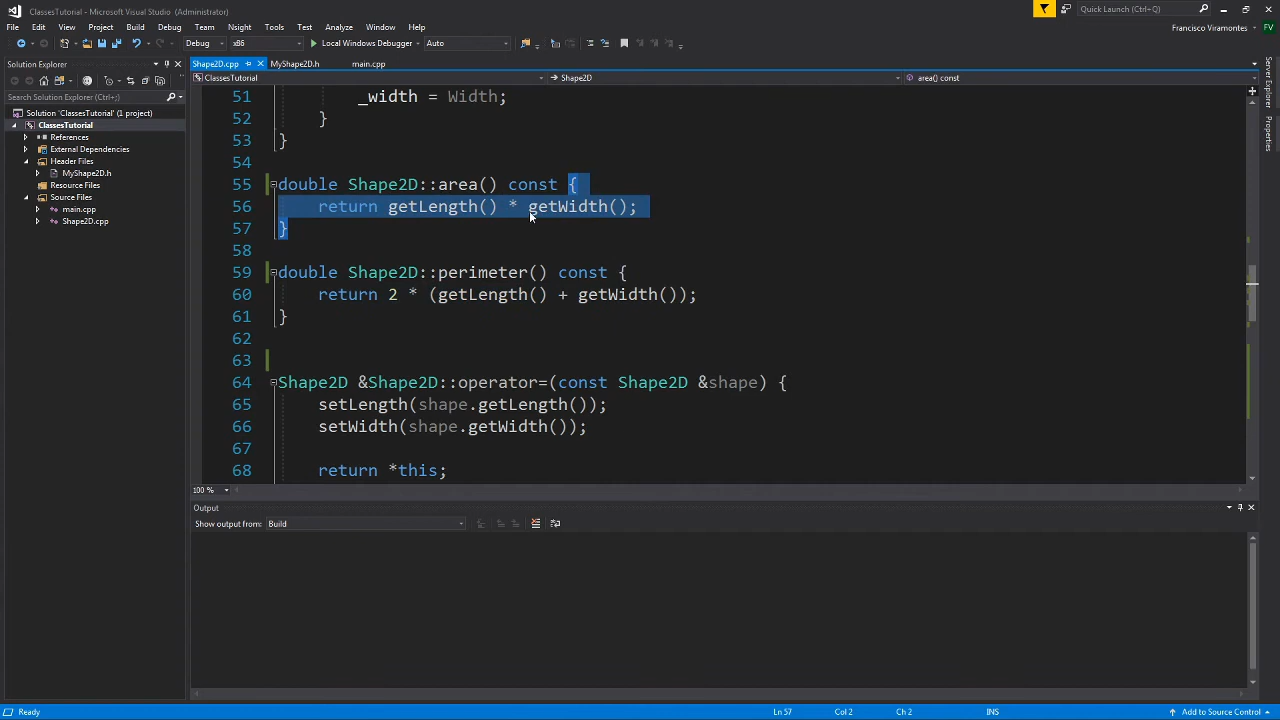 ClassesTutorial - Microsoft Visual Studio (Administrator)
Quick Launch (Ctrl+Q)
File Edit View Project Build Debug Team Nsight Tools Test Analyze Window Help
Francisco Viramontes FV
Debug x86 Local Windows Debugger Auto
Solution Explorer
Shape2D.cpp MyShape2D.h main.cpp
ClassesTutorial Shape2D area() const
Search Solution Explorer (Ctrl+;)
Solution 'ClassesTutorial' (1 project)
ClassesTutorial
References
External Dependencies
Header Files
MyShape2D.h
Resource Files
Source Files
main.cpp
Shape2D.cpp
51 _width = Width;
52 }
53 }
54
55 double Shape2D::area() const {
56 return getLength() * getWidth();
57 }
58
59 double Shape2D::perimeter() const {
60 return 2 * (getLength() + getWidth());
61 }
62
63
64 Shape2D &Shape2D::operator=(const Shape2D &shape) {
65 setLength(shape.getLength());
66 setWidth(shape.getWidth());
67
68 return *this;
100 %
Output
Show output from: Build
Server Explorer
Properties
Ready Ln 57 Col 2 Ch 2 INS Add to Source Control